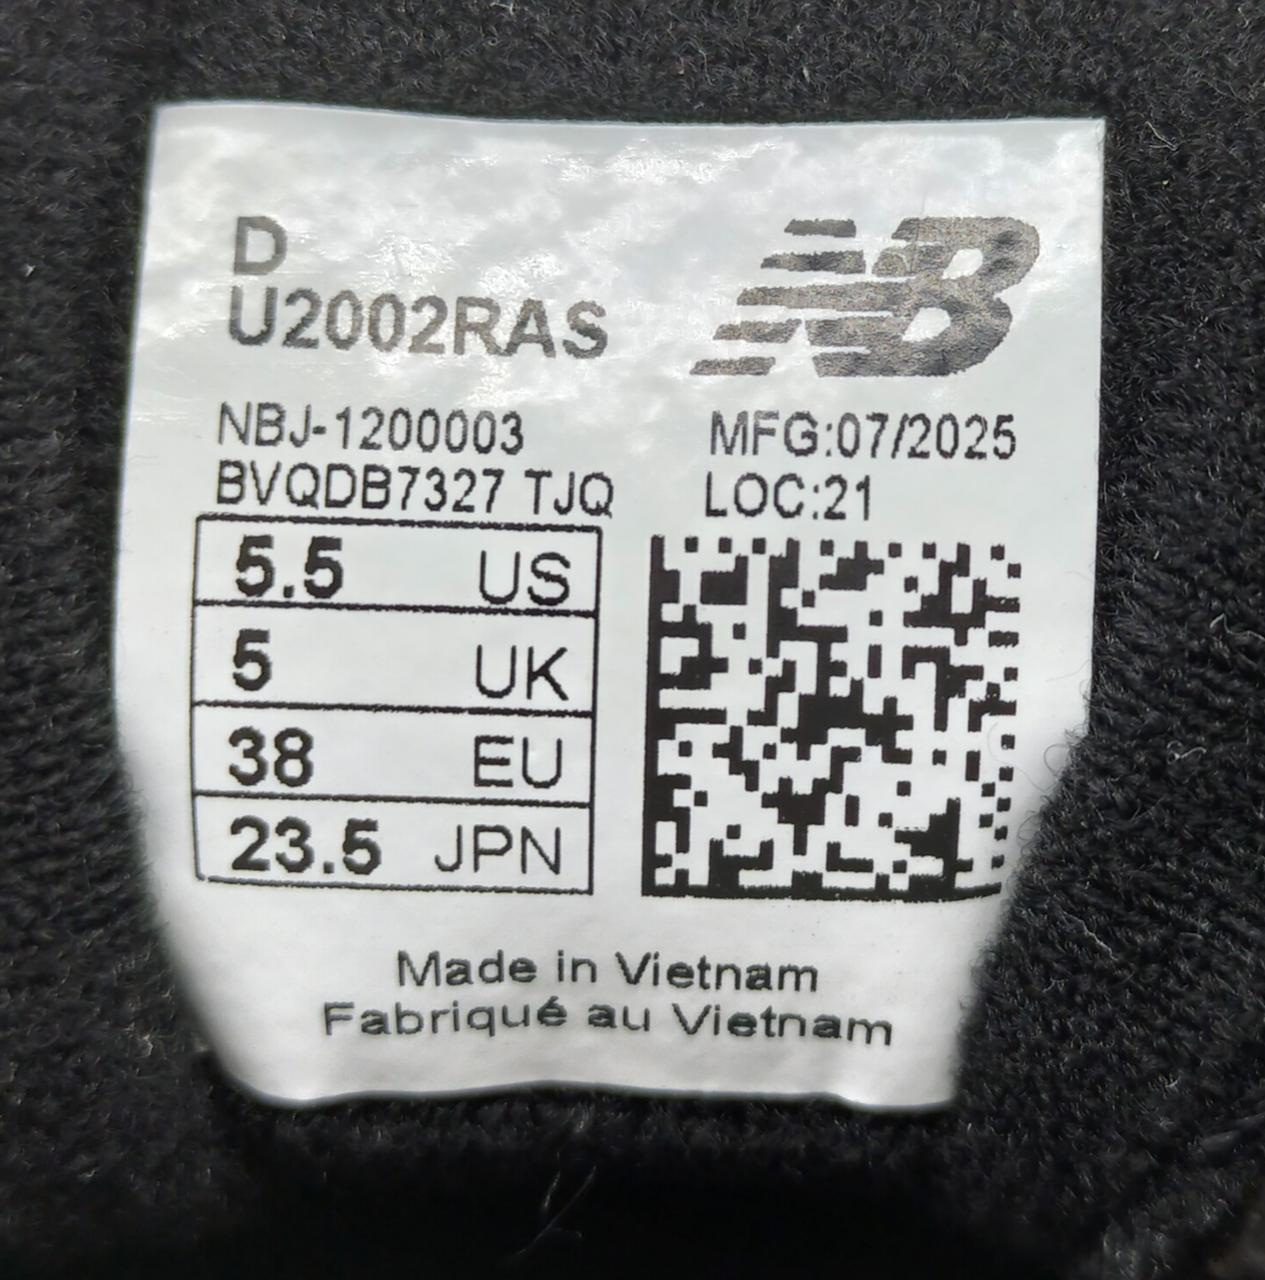 D
U2002RAS
NB
NBJ-1200003
BVQDB7327 TJQ
MFG:07/2025
LOC:21
5.5 US
5 UK
38 EU
23.5 JPN
Made in Vietnam
Fabriqué au Vietnam